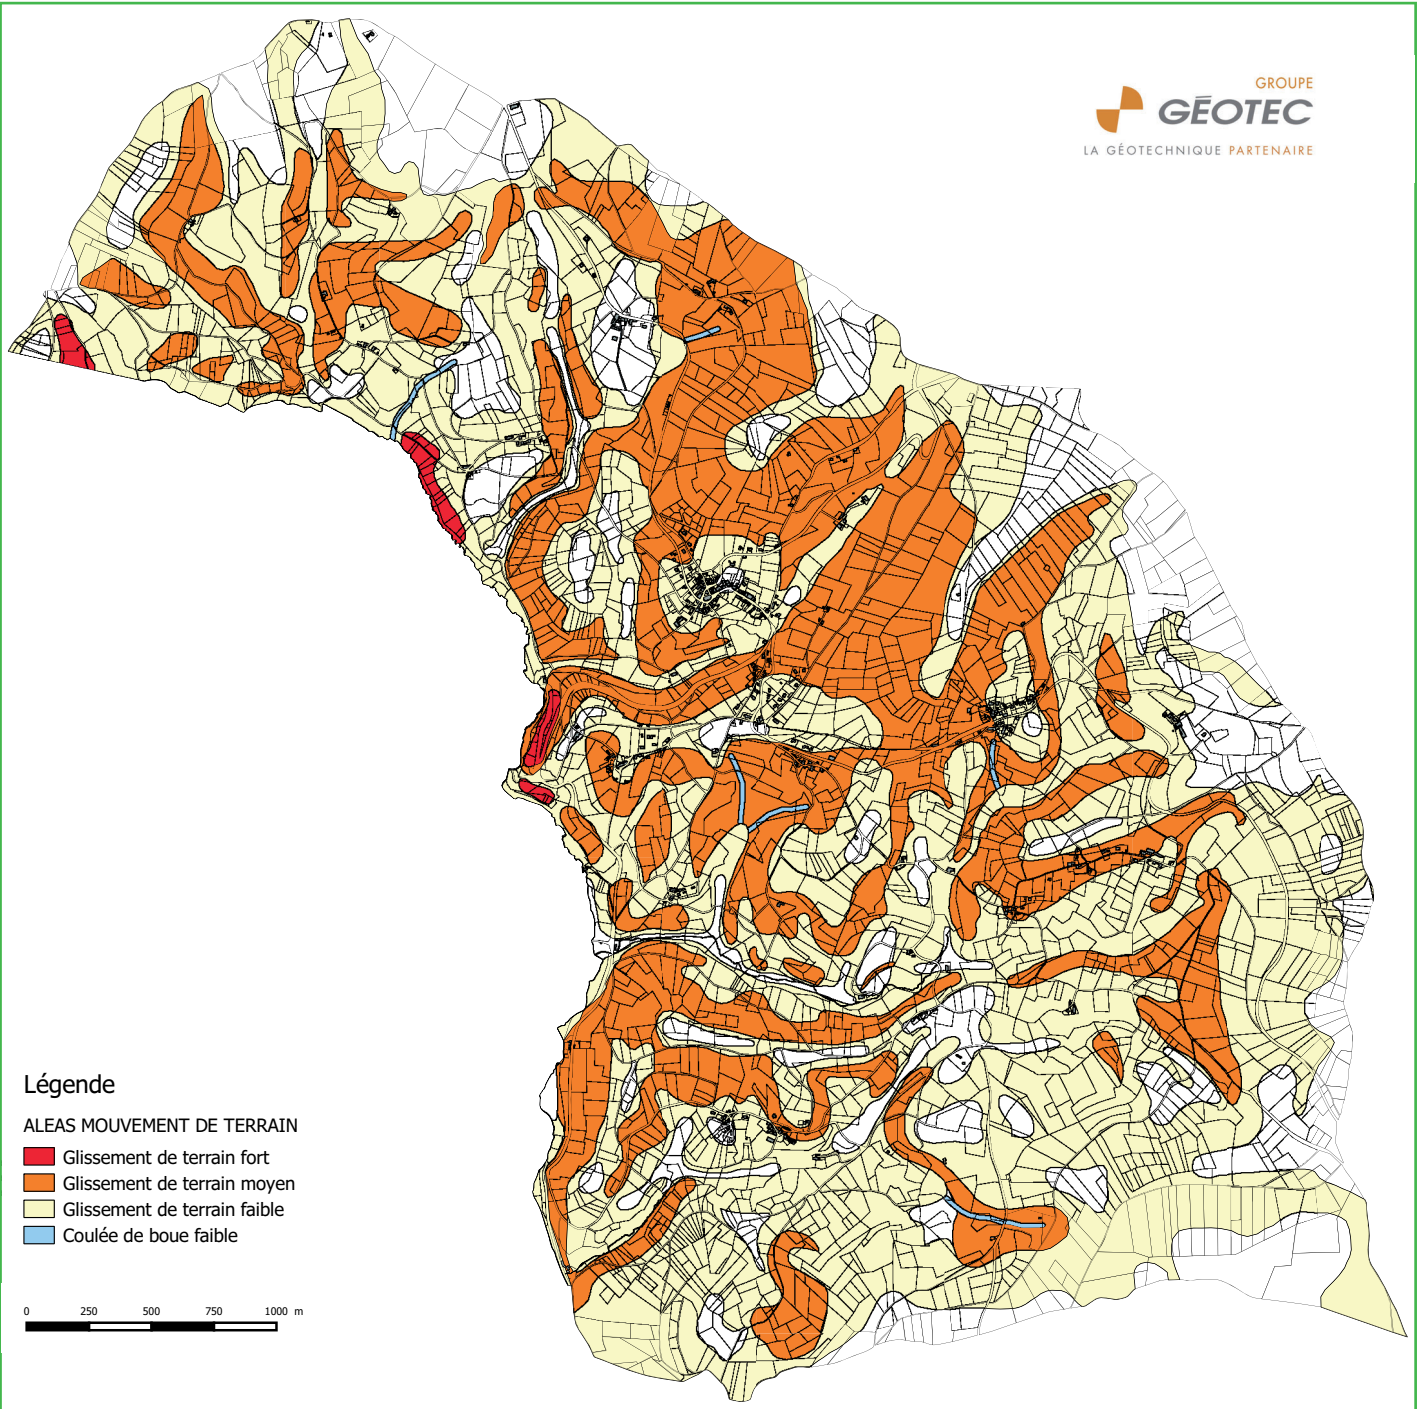 GROUPE
GÉOTEC
LA GÉOTECHNIQUE PARTENAIRE
Légende
ALEAS MOUVEMENT DE TERRAIN
Glissement de terrain fort
Glissement de terrain moyen
Glissement de terrain faible
Coulée de boue faible
0 250 500 750 1000 m